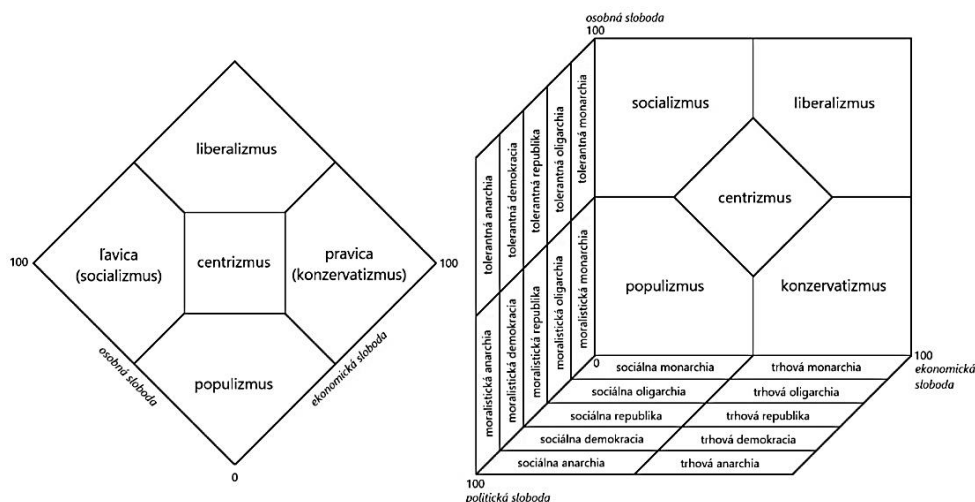 liberalizmus
100
ľavica
(socializmus)
centrizmus
pravica
(konzervatizmus)
100
osobná sloboda
ekonomická sloboda
populizmus
0
osobná sloboda
100
socializmus
liberalizmus
centrizmus
populizmus
konzervatizmus
tolerantná anarchia
tolerantná demokracia
tolerantná republika
tolerantná oligarchia
tolerantná monarchia
moralistická anarchia
moralistická demokracia
moralistická republika
moralistická oligarchia
moralistická monarchia
0
100
ekonomická
sloboda
sociálna monarchia
trhová monarchia
sociálna oligarchia
trhová oligarchia
sociálna republika
trhová republika
sociálna demokracia
trhová demokracia
sociálna anarchia
trhová anarchia
100
politická sloboda